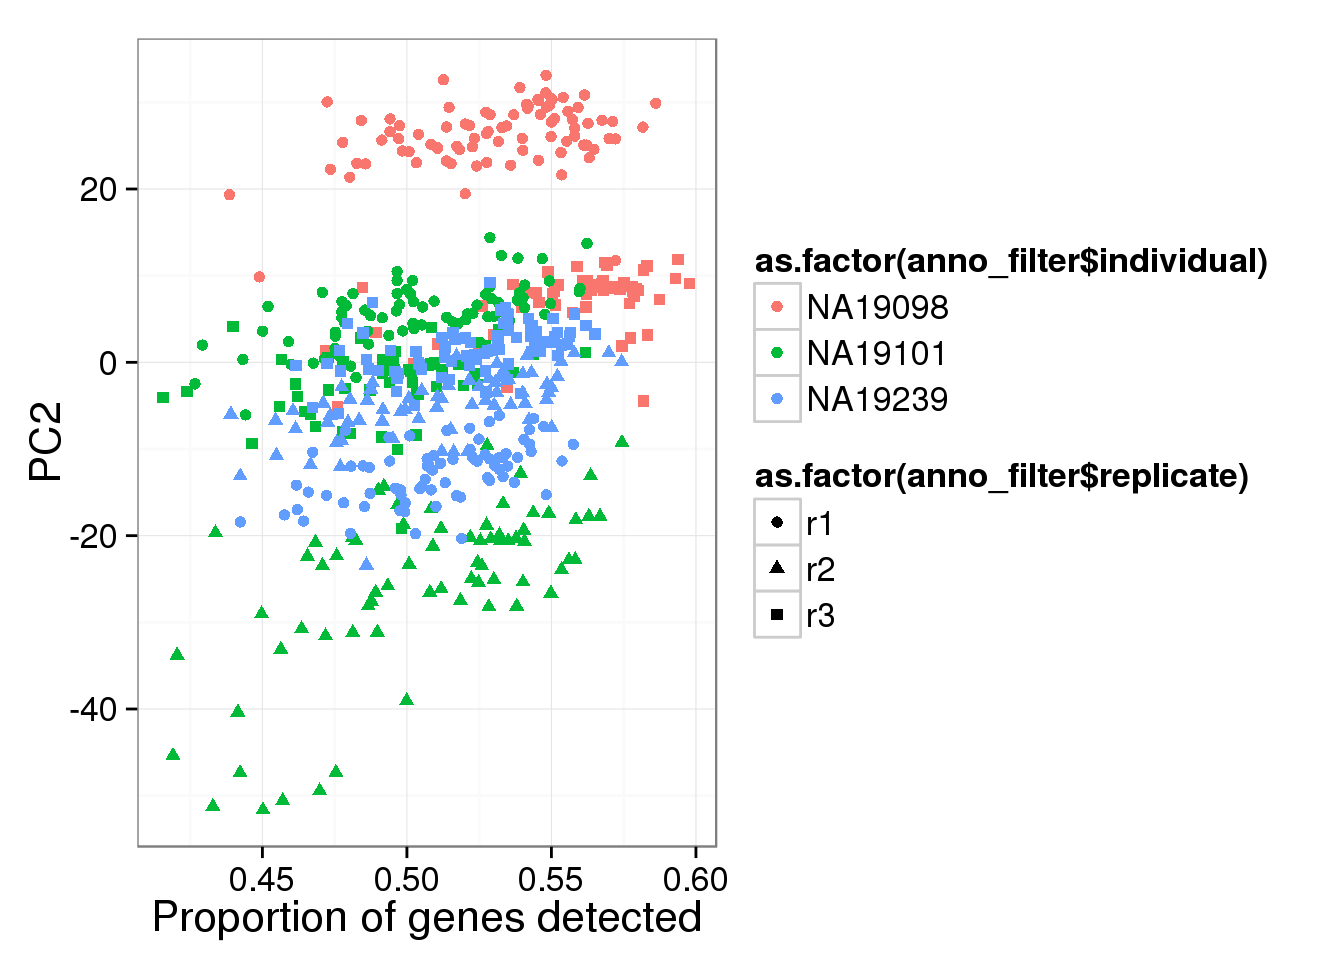 20
0
-20
-40
PC2
0.45 0.50 0.55 0.60
Proportion of genes detected
as.factor(anno_filter$individual)
NA19098
NA19101
NA19239
as.factor(anno_filter$replicate)
r1
r2
r3